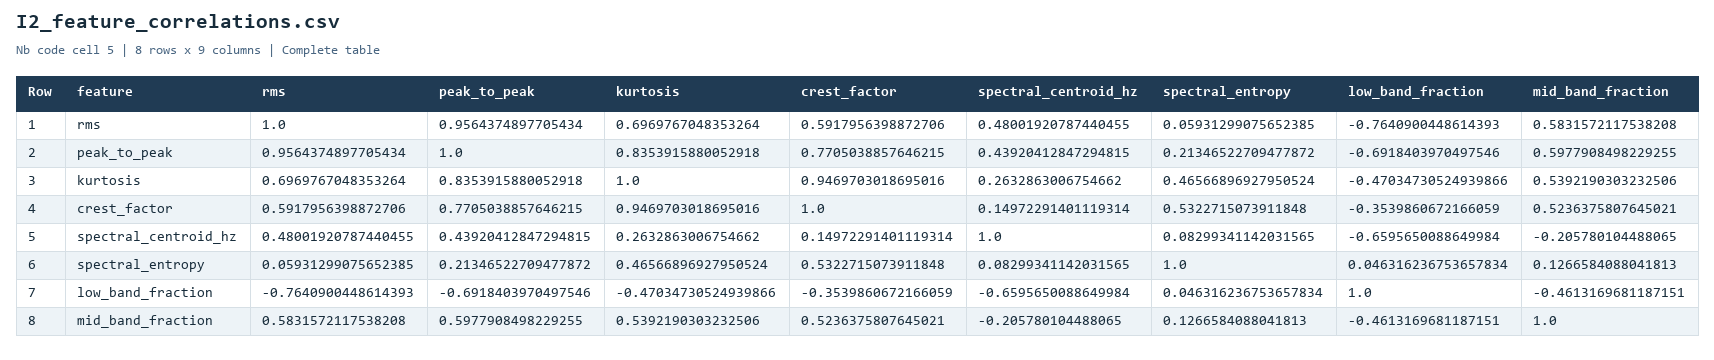 I2_feature_correlations.csv
Nb code cell 5 | 8 rows x 9 columns | Complete table
Row feature rms peak_to_peak kurtosis crest_factor spectral_centroid_hz spectral_entropy low_band_fraction mid_band_fraction
1 rms 1.0 0.9564374897705434 0.6969767048353264 0.5917956398872706 0.48001920787440455 0.05931299075652385 -0.7640900448614393 0.5831572117538208
2 peak_to_peak 0.9564374897705434 1.0 0.8353915880052918 0.7705038857646215 0.43920412847294815 0.21346522709477872 -0.6918403970497546 0.5977908498229255
3 kurtosis 0.6969767048353264 0.8353915880052918 1.0 0.9469703018695016 0.2632863006754662 0.46566896927950524 -0.47034730524939866 0.5392190303232506
4 crest_factor 0.5917956398872706 0.7705038857646215 0.9469703018695016 1.0 0.14972291401119314 0.5322715073911848 -0.3539860672166059 0.5236375807645021
5 spectral_centroid_hz 0.48001920787440455 0.43920412847294815 0.2632863006754662 0.14972291401119314 1.0 0.08299341142031565 -0.6595650088649984 -0.205780104488065
6 spectral_entropy 0.05931299075652385 0.21346522709477872 0.46566896927950524 0.5322715073911848 0.08299341142031565 1.0 0.046316236753657834 0.1266584088041813
7 low_band_fraction -0.7640900448614393 -0.6918403970497546 -0.47034730524939866 -0.3539860672166059 -0.6595650088649984 0.046316236753657834 1.0 -0.4613169681187151
8 mid_band_fraction 0.5831572117538208 0.5977908498229255 0.5392190303232506 0.5236375807645021 -0.205780104488065 0.1266584088041813 -0.4613169681187151 1.0